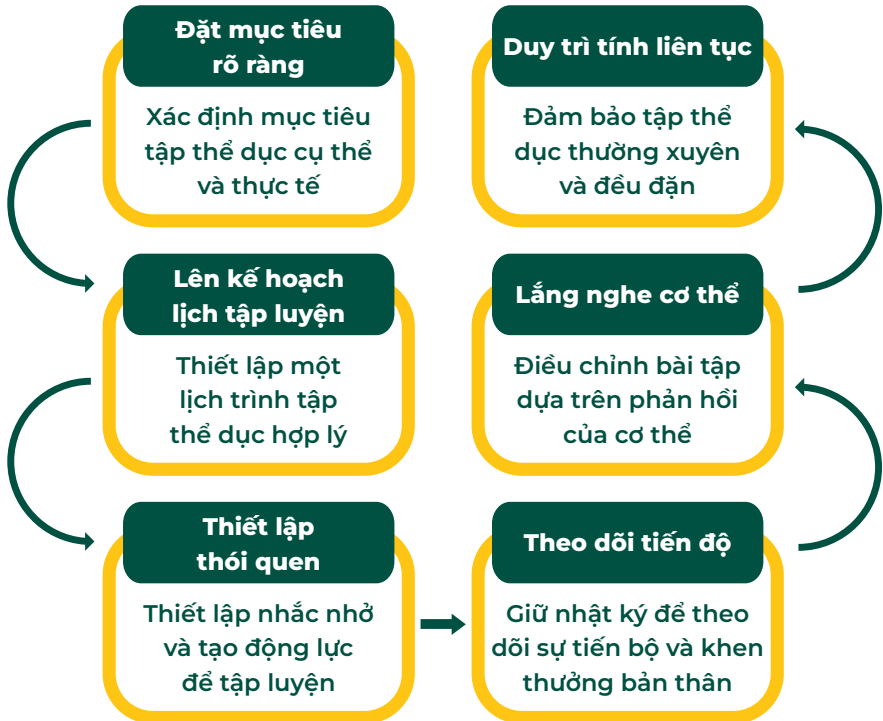 Đặt mục tiêu
rõ ràng
Xác định mục tiêu
tập thể dục cụ thể
và thực tế
Lên kế hoạch
lịch tập luyện
Thiết lập một
lịch trình tập
thể dục hợp lý
Thiết lập
thói quen
Thiết lập nhắc nhở
và tạo động lực
để tập luyện
Theo dõi tiến độ
Giữ nhật ký để theo
dõi sự tiến bộ và khen
thưởng bản thân
Lắng nghe cơ thể
Điều chỉnh bài tập
dựa trên phản hồi
của cơ thể
Duy trì tính liên tục
Đảm bảo tập thể
dục thường xuyên
và đều đặn